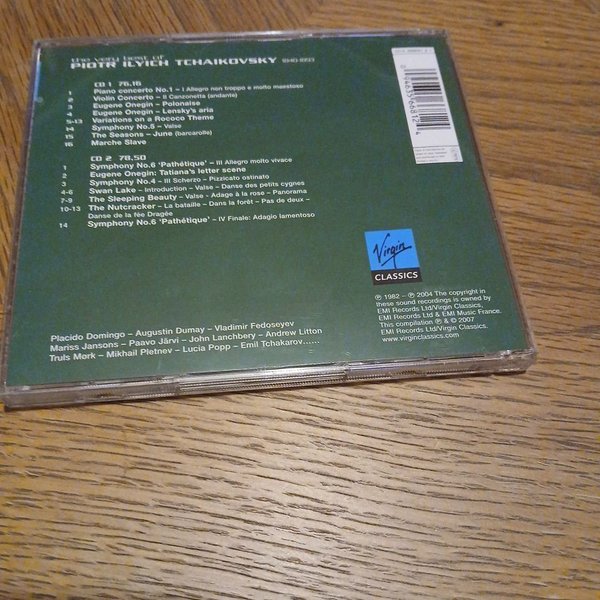 the very best of
PIOTR ILYICH TCHAIKOVSKY 1840-1893
CD 1 76.16
1 Piano concerto No.1 – I Allegro non troppo e molto maestoso
2 Violin Concerto – II Canzonetta (andante)
3 Eugene Onegin – Polonaise
4 Eugene Onegin – Lensky's aria
5-13 Variations on a Rococo Theme
14 Symphony No.5 – Valse
15 The Seasons – June (barcarolle)
16 Marche Slave
CD 2 78.50
1 Symphony No.6 'Pathétique' – III Allegro molto vivace
2 Eugene Onegin: Tatiana's letter scene
3 Symphony No.4 – III Scherzo – Pizzicato ostinato
4-6 Swan Lake – Introduction – Valse – Danse des petits cygnes
7-9 The Sleeping Beauty – Valse - Adage à la rose – Panorama
10-13 The Nutcracker – La bataille – Dans la forêt – Pas de deux –
Danse de la fée Dragée
14 Symphony No.6 'Pathétique' – IV Finale: Adagio lamentoso
Virgin
CLASSICS
Placido Domingo – Augustin Dumay – Vladimir Fedoseyev
Mariss Jansons – Paavo Järvi – John Lanchbery – Andrew Litton
Truls Mørk – Mikhail Pletnev – Lucia Popp – Emil Tchakarov......
℗ 1982 – ℗ 2004 The copyright in
these sound recordings is owned by
EMI Records Ltd/Virgin Classics,
EMI Records Ltd & EMI Music France.
This compilation ℗ & © 2007
EMI Records Ltd/Virgin Classics.
www.virginclassics.com